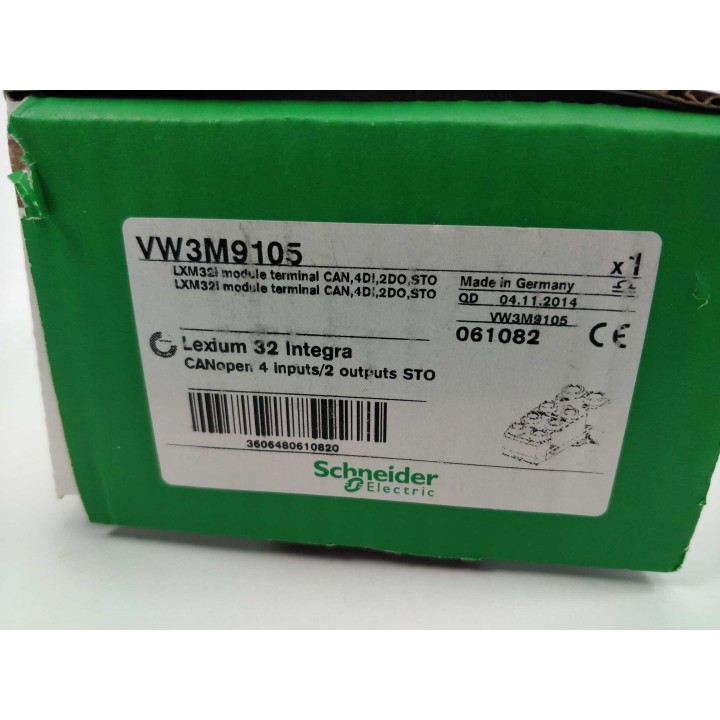 VW3M9105
x 1
LXM32I module terminal CAN,4DI,2DO,STO
LXM32I module terminal CAN,4DI,2DO,STO
Made in Germany
QD 04.11.2014
VW3M9105
061082 CE
Lexium 32 Integra
CANopen 4 inputs/2 outputs STO
3606480610820
Schneider
Electric